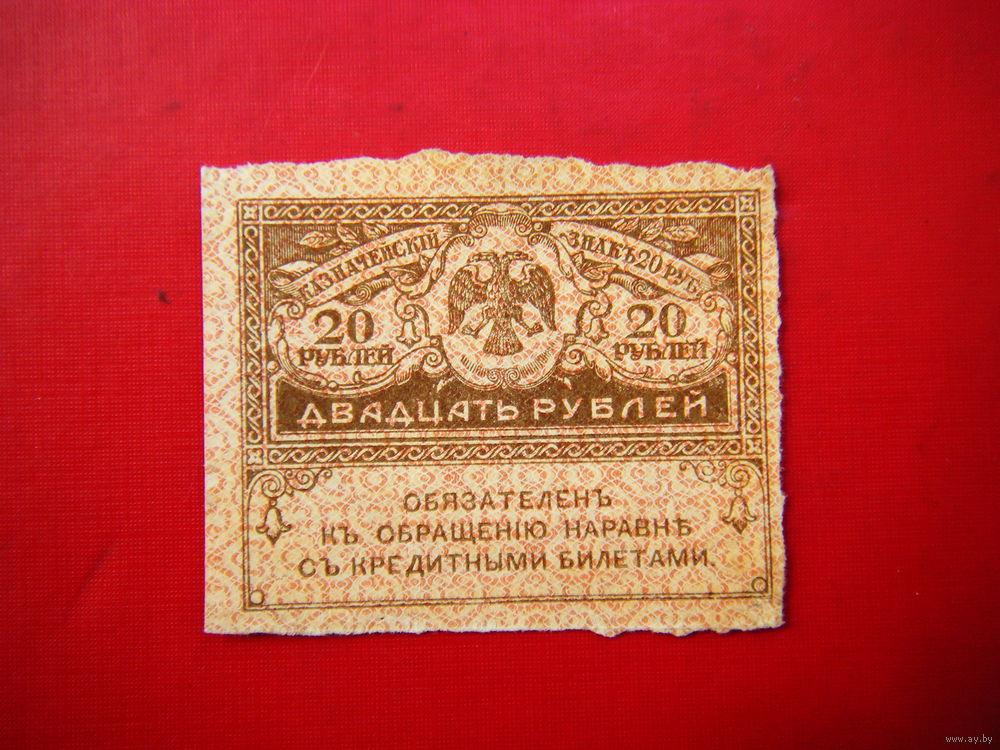 КАЗНАЧЕЙСКІЙ ЗНАКЪ 20 РУБ.
20 РУБЛЕЙ
20 РУБЛЕЙ
ДВАДЦАТЬ РУБЛЕЙ
ОБЯЗАТЕЛЕНЪ
КЪ ОБРАЩЕНІЮ НАРАВНѢ
СЪ КРЕДИТНЫМИ БИЛЕТАМИ.
www.ay.by